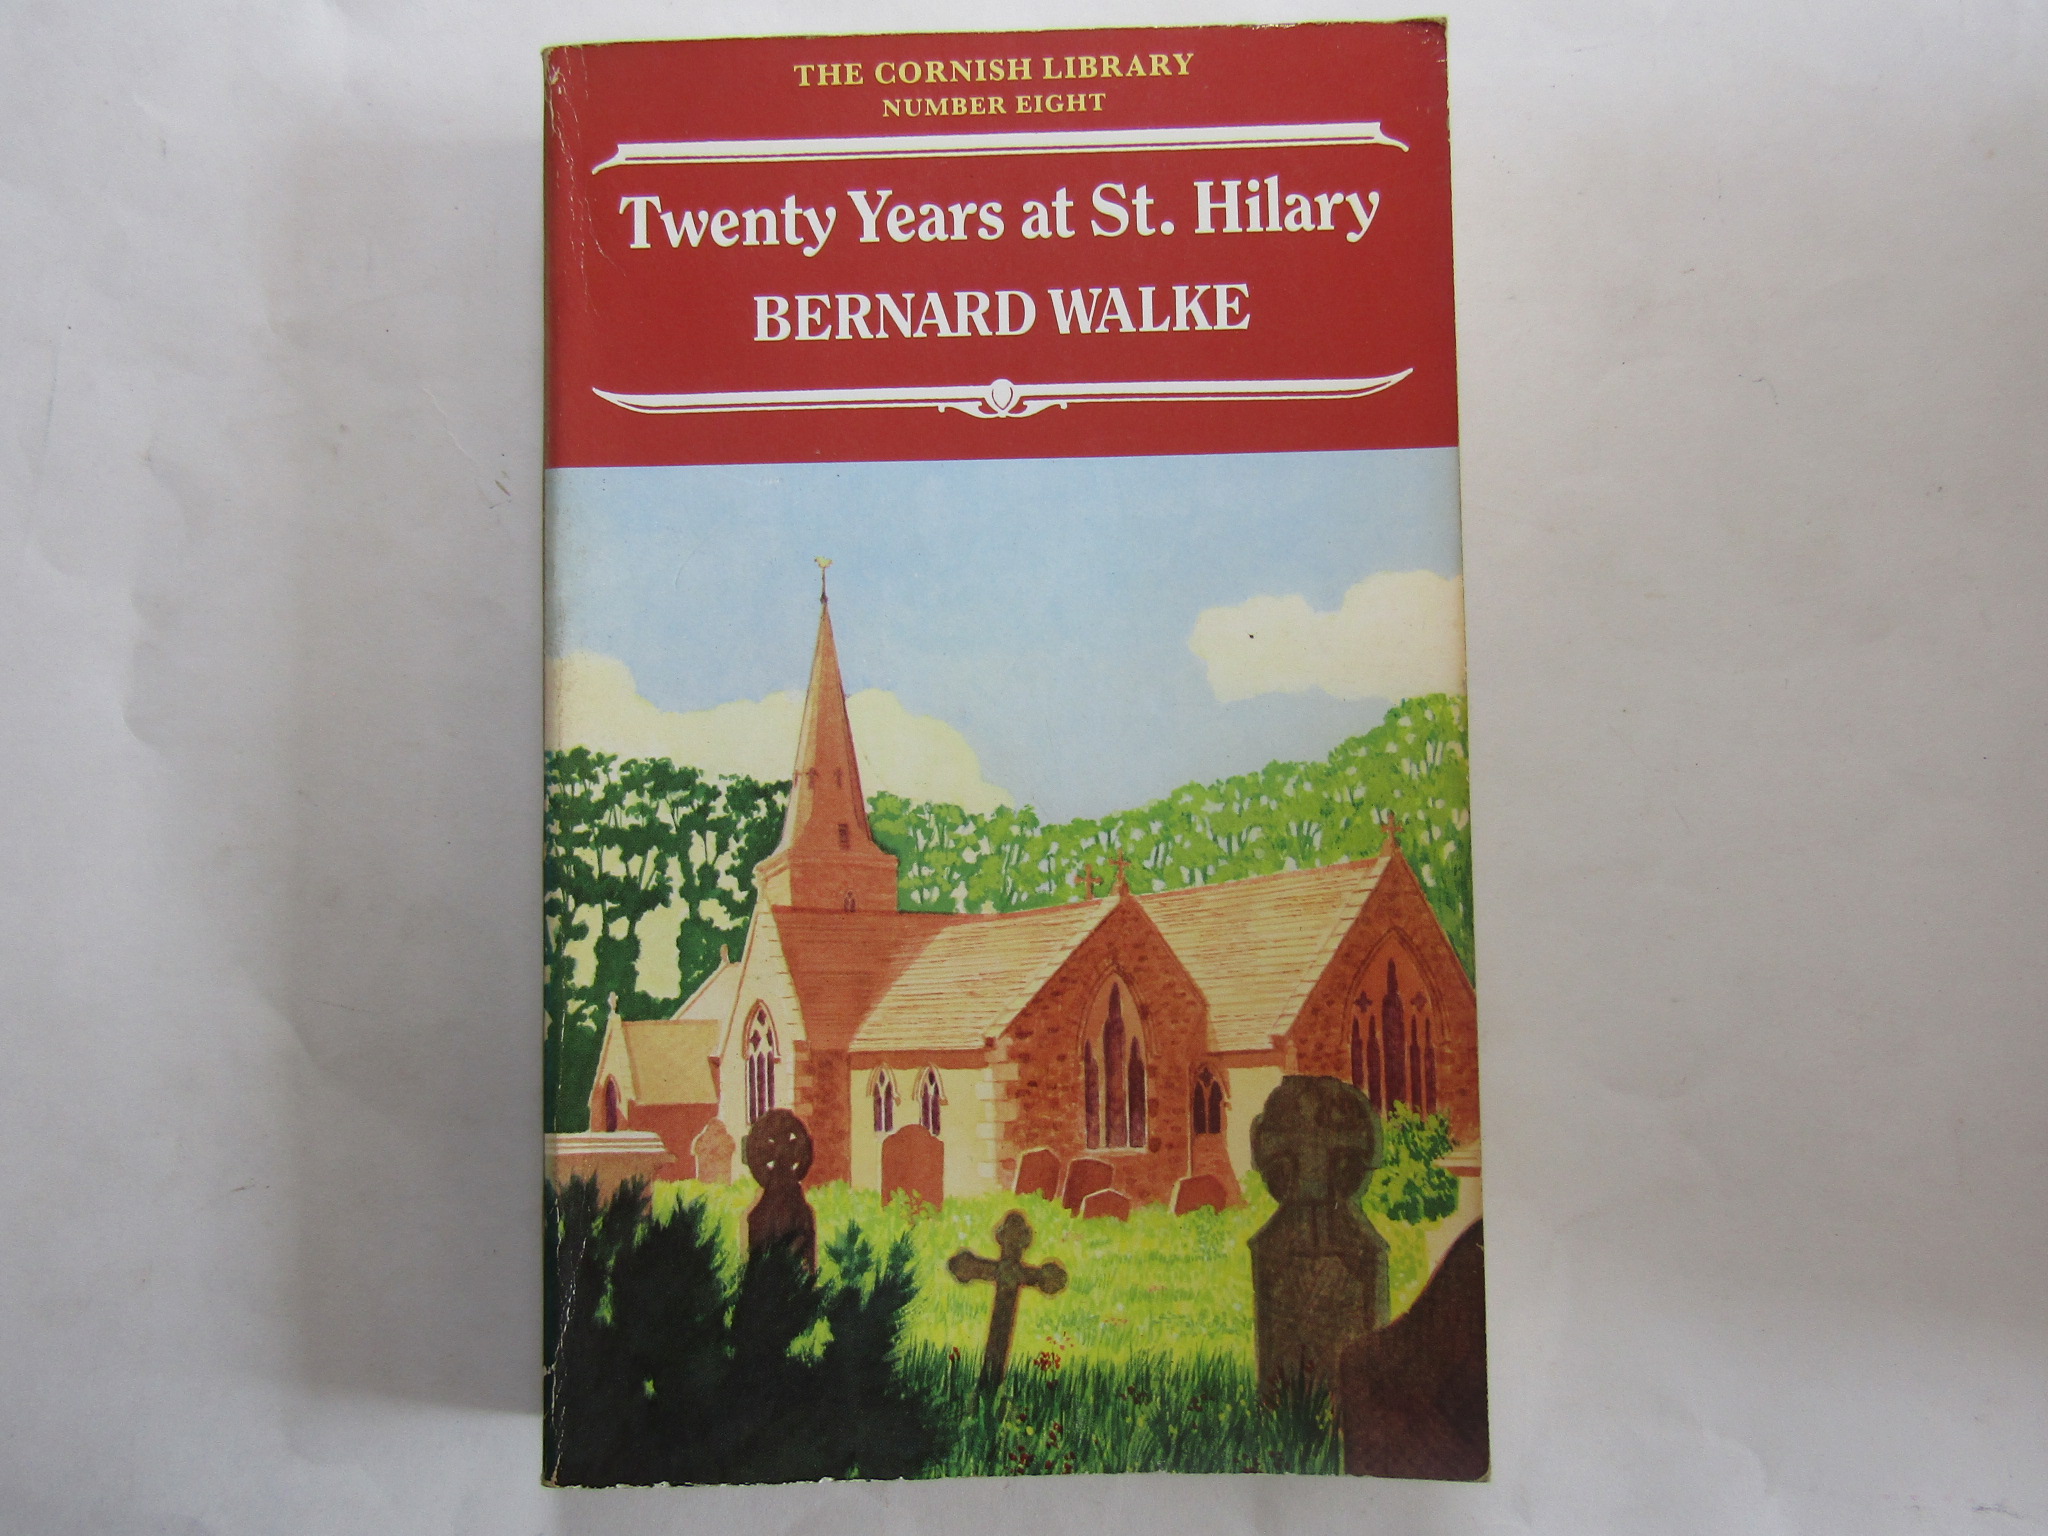 THE CORNISH LIBRARY
NUMBER EIGHT
Twenty Years at St. Hilary
BERNARD WALKE